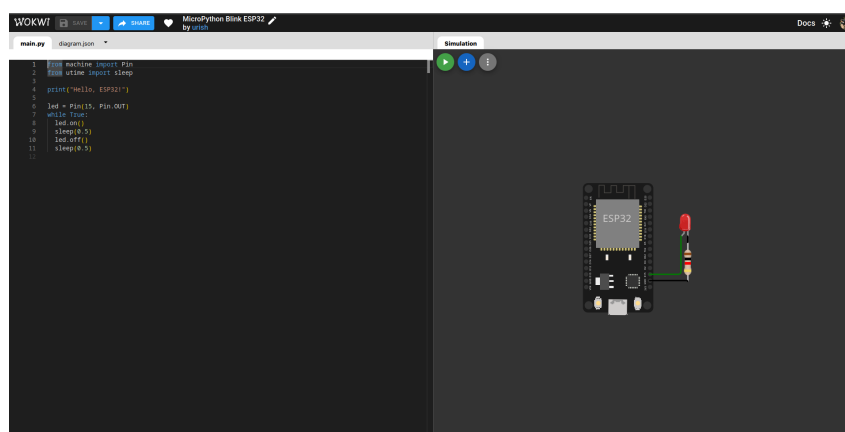 WOKWI SAVE SHARE MicroPython Blink ESP32 Docs
by urish
main.py diagram.json
1 from machine import Pin
2 from utime import sleep
3
4 print("Hello, ESP32!")
5
6 led = Pin(15, Pin.OUT)
7 while True:
8 led.on()
9 sleep(0.5)
10 led.off()
11 sleep(0.5)
12
Simulation
ESP32